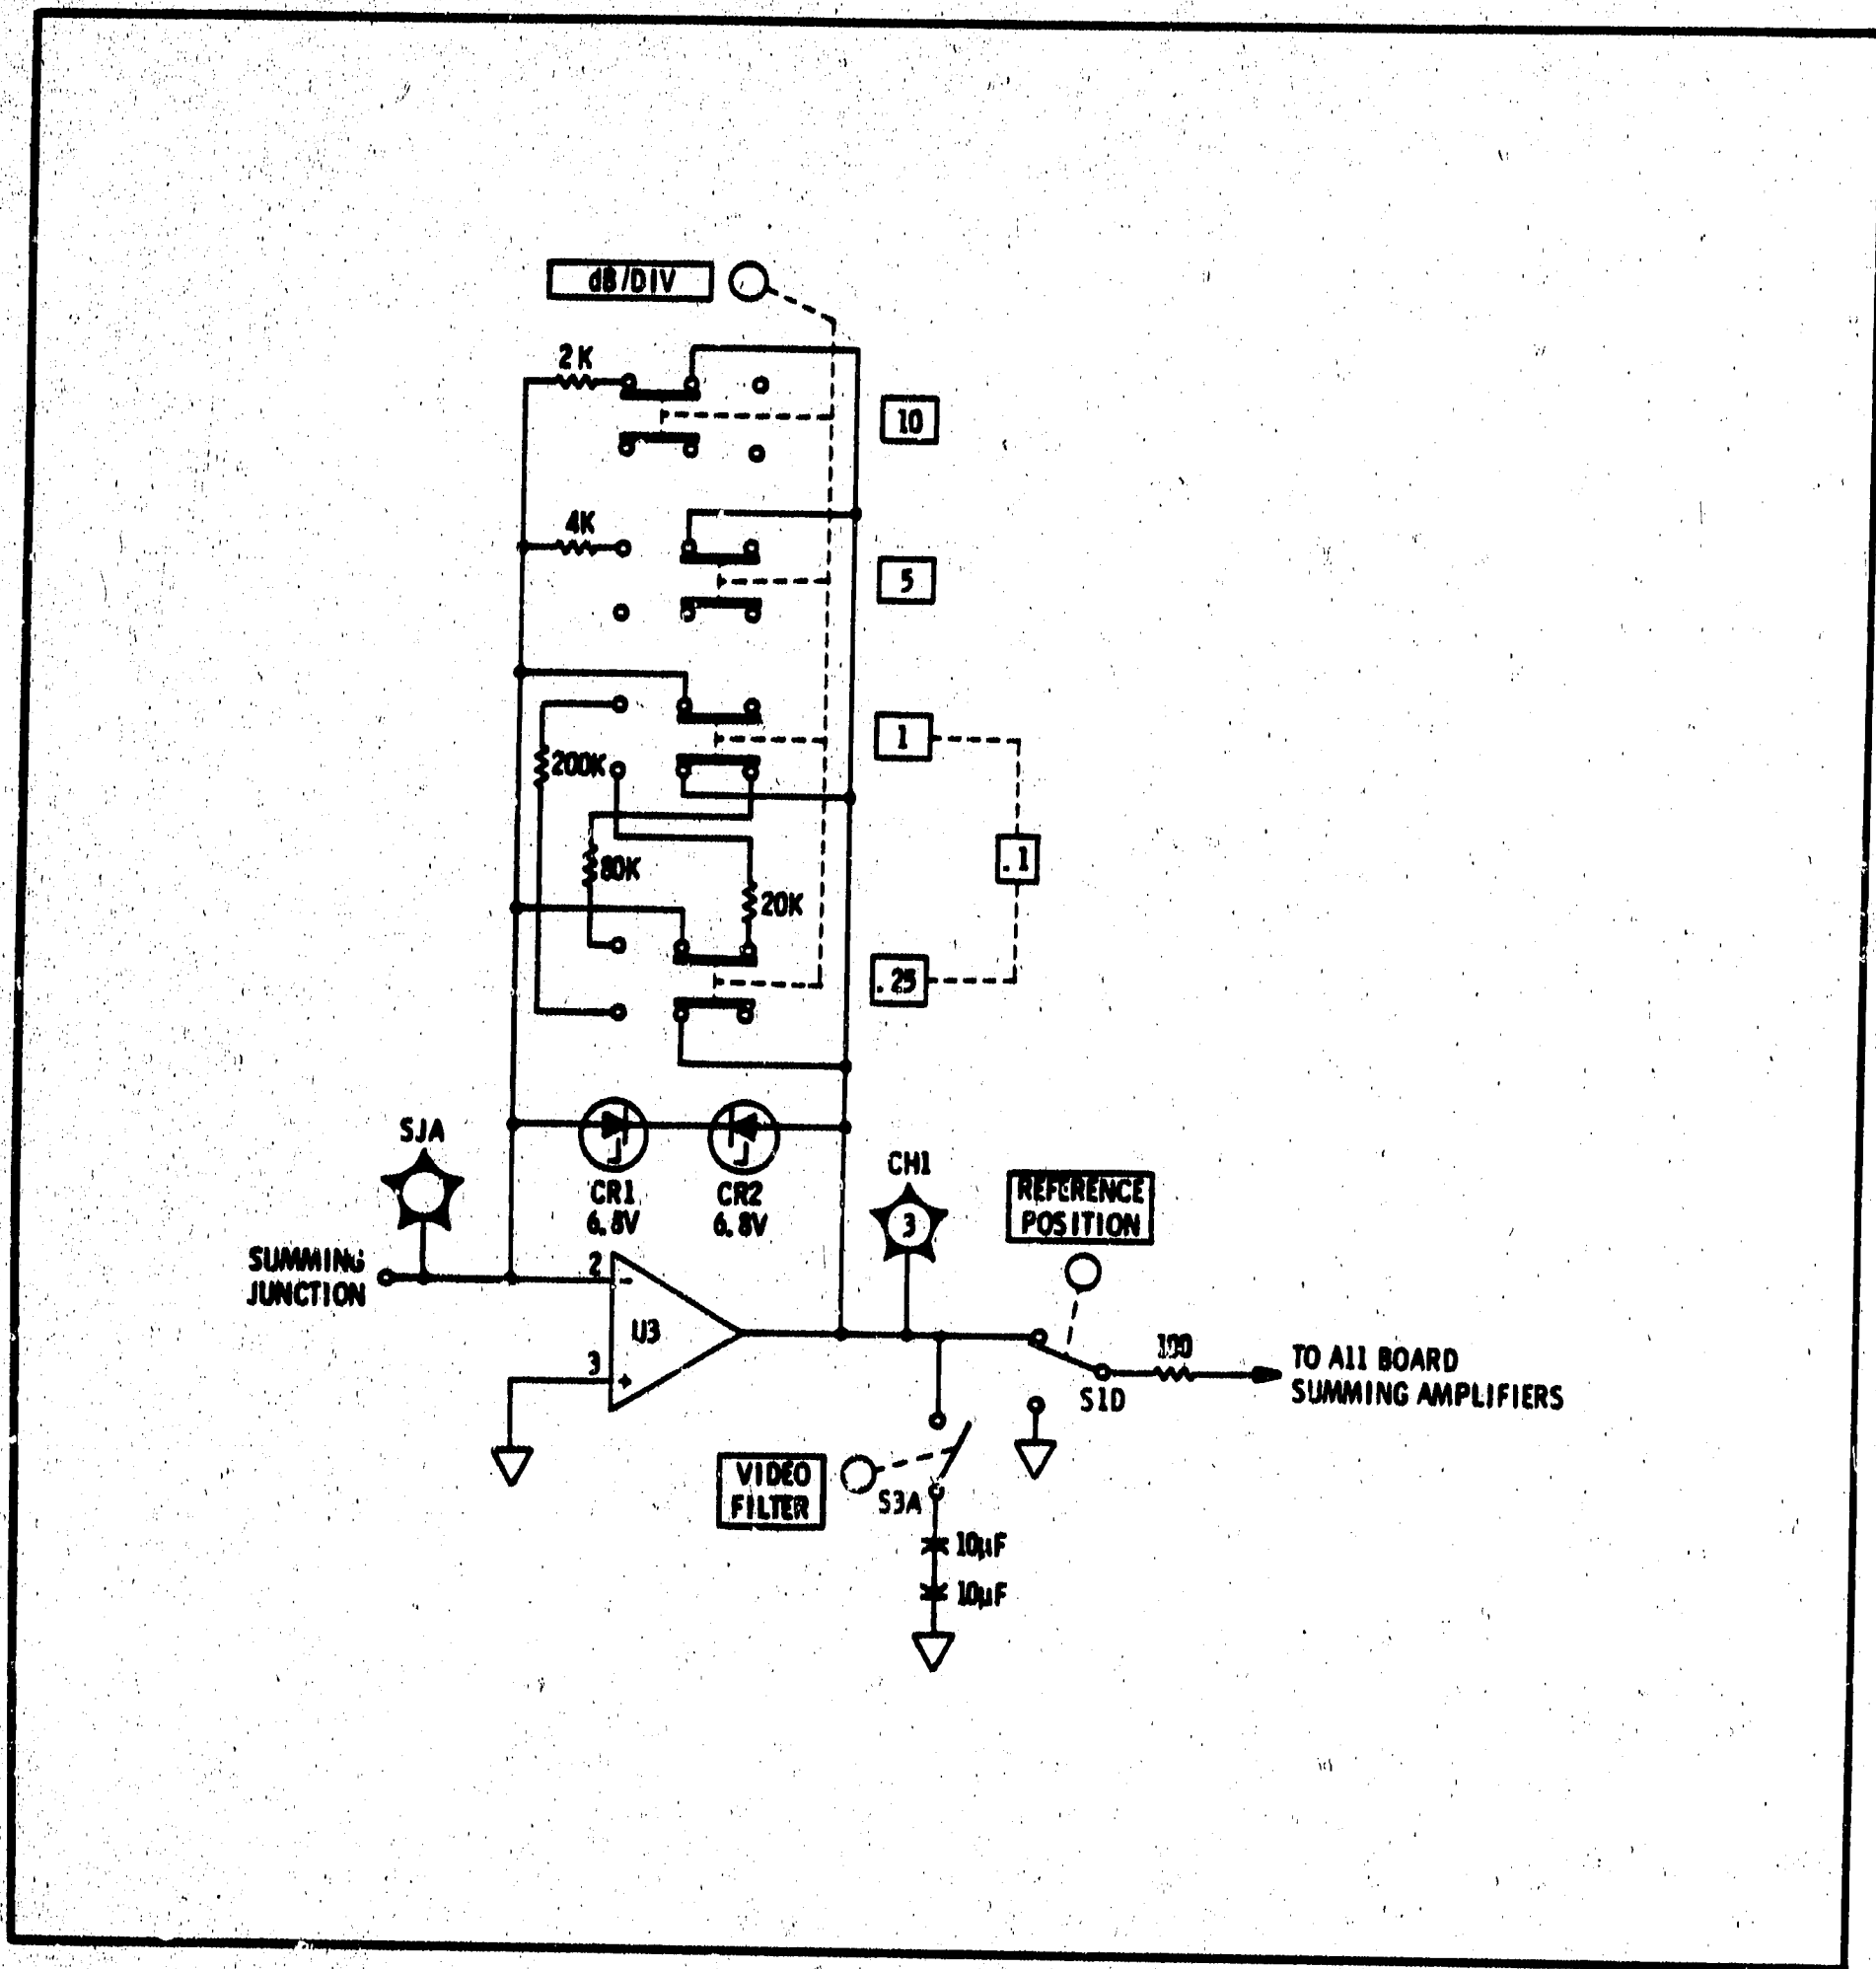 dB/DIV
2K
10
4K
5
1
200K
.1
80K
20K
.25
SJA
CH1
CR1
6.8V
CR2
6.8V
3
REFERENCE
POSITION
SUMMING
JUNCTION
2
-
U3
3
+
100
TO A11 BOARD
SUMMING AMPLIFIERS
S1D
VIDEO
FILTER
S3A
10µF
10µF